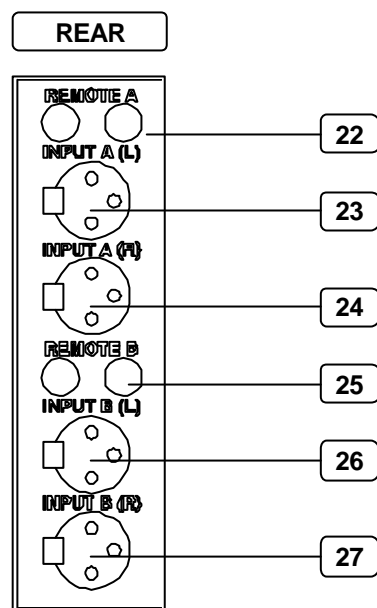 REAR
REMOTE A
22
INPUT A (L)
23
INPUT A (R)
24
REMOTE B
25
INPUT B (L)
26
INPUT B (R)
27